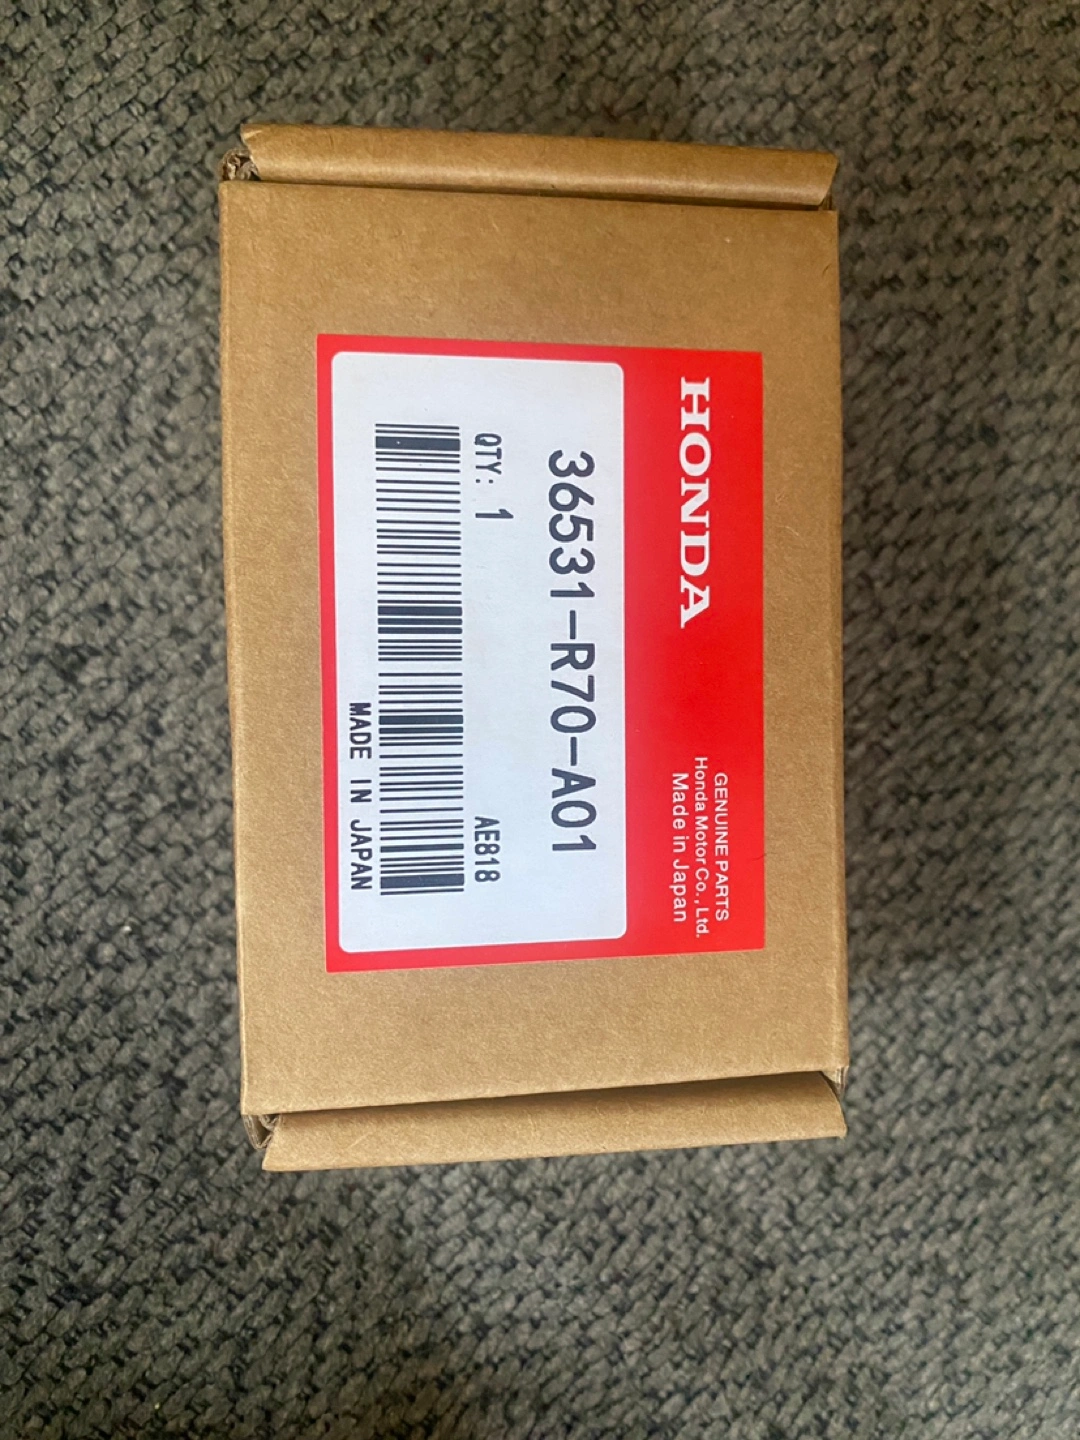 HONDA
GENUINE PARTS
Honda Motor Co., Ltd.
Made in Japan
36531-R70-A01
QTY: 1
AE818
MADE IN JAPAN